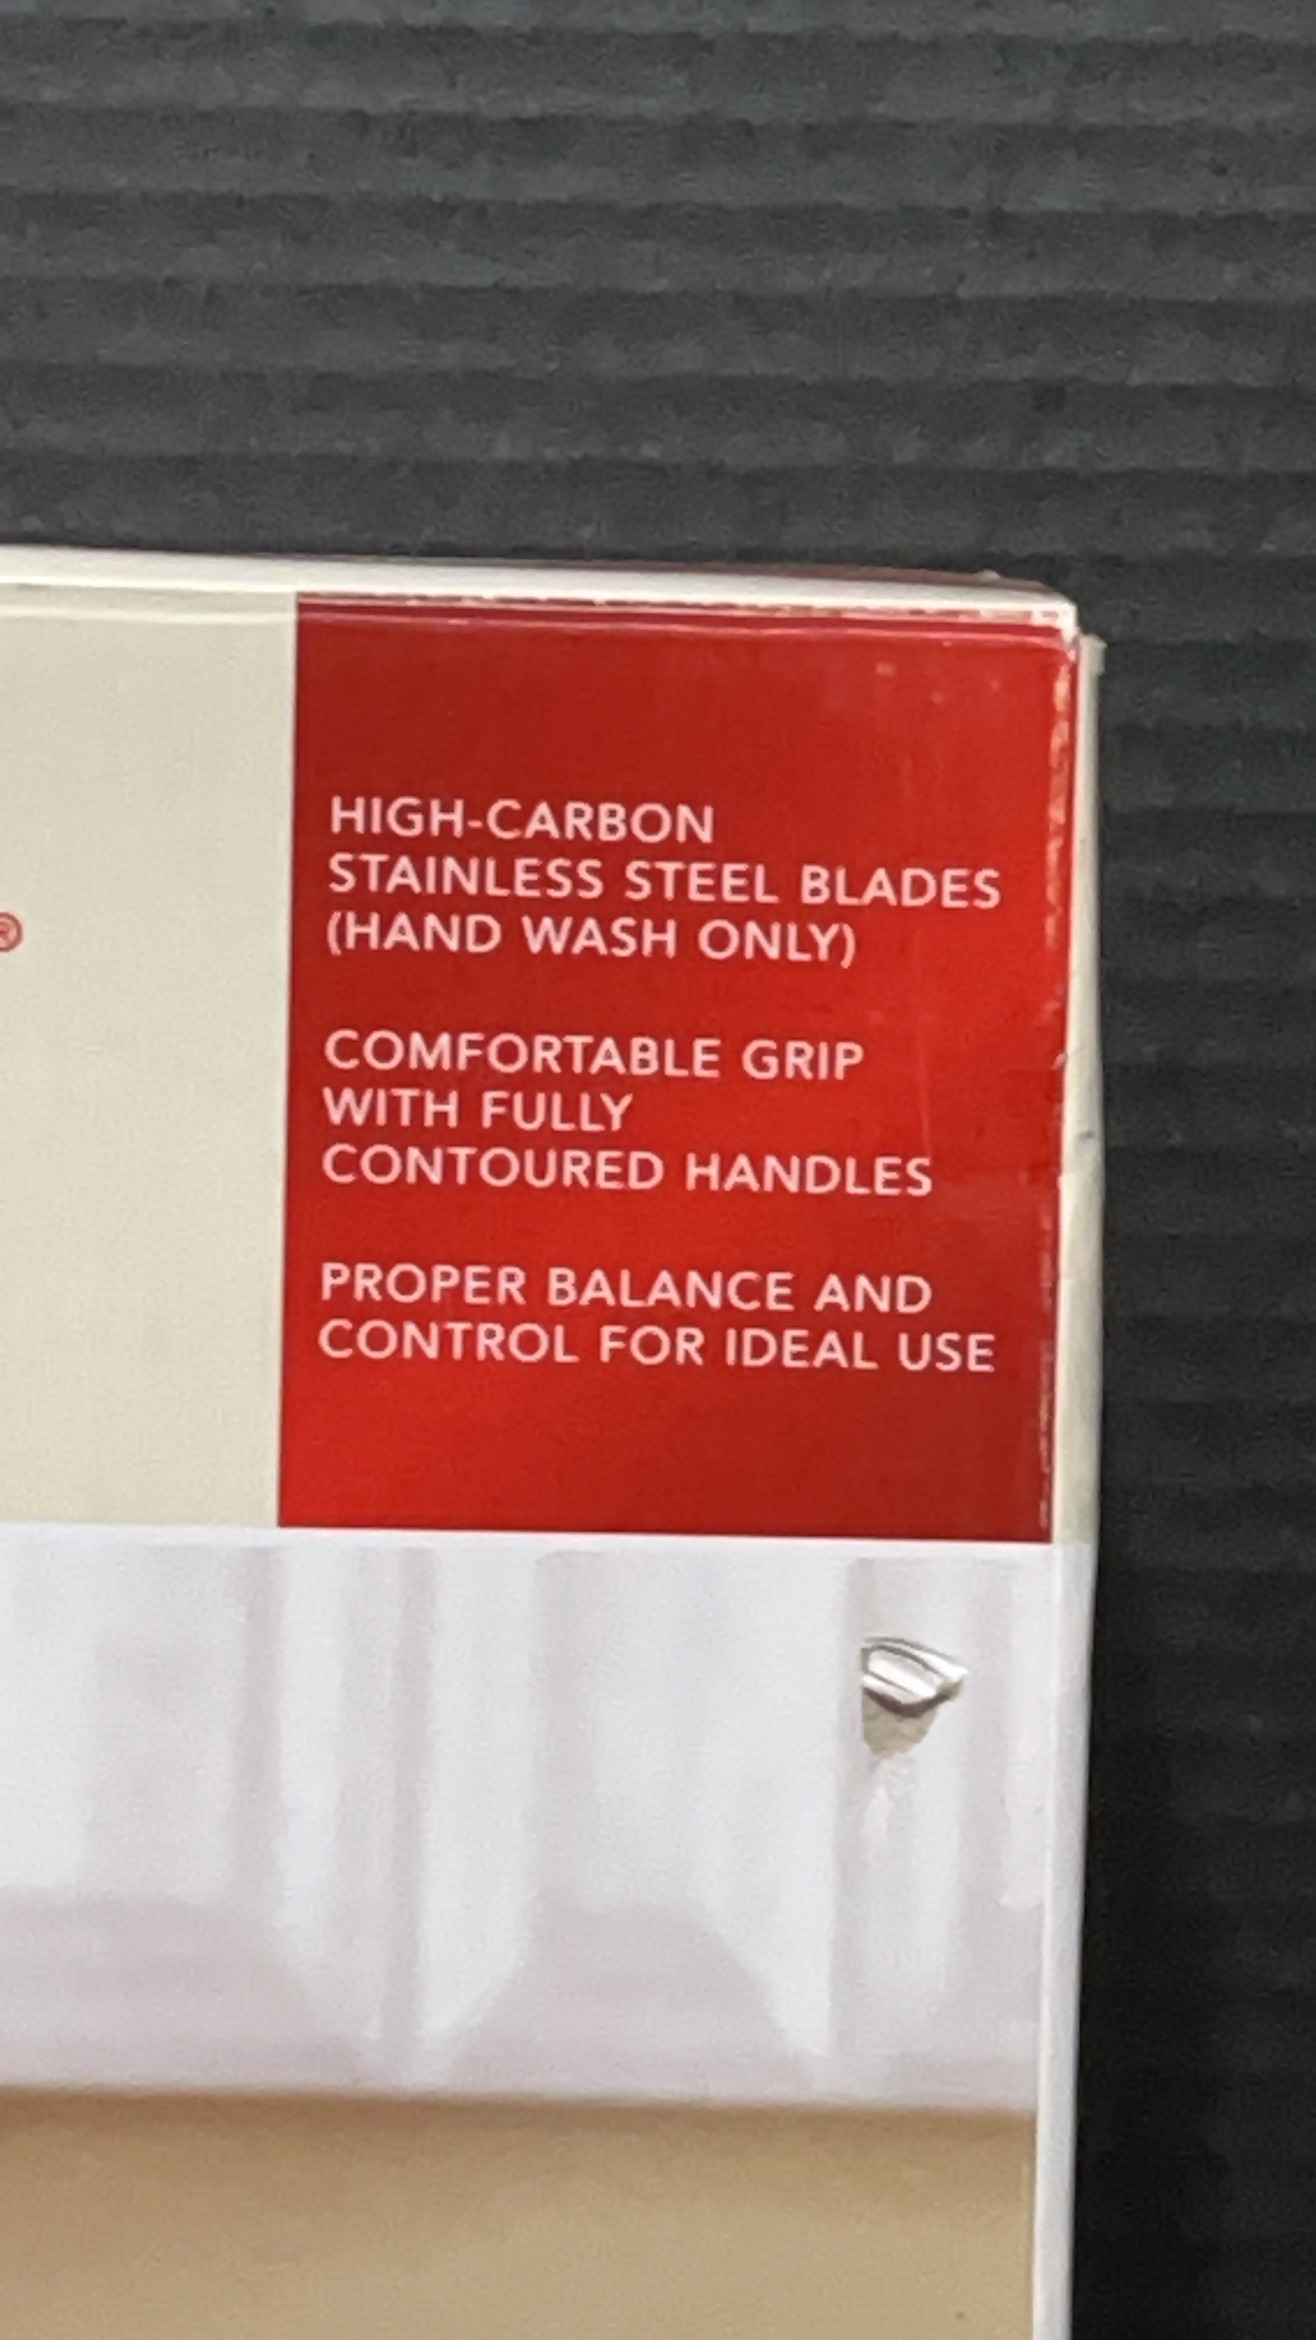 ®
HIGH-CARBON
STAINLESS STEEL BLADES
(HAND WASH ONLY)
COMFORTABLE GRIP
WITH FULLY
CONTOURED HANDLES
PROPER BALANCE AND
CONTROL FOR IDEAL USE